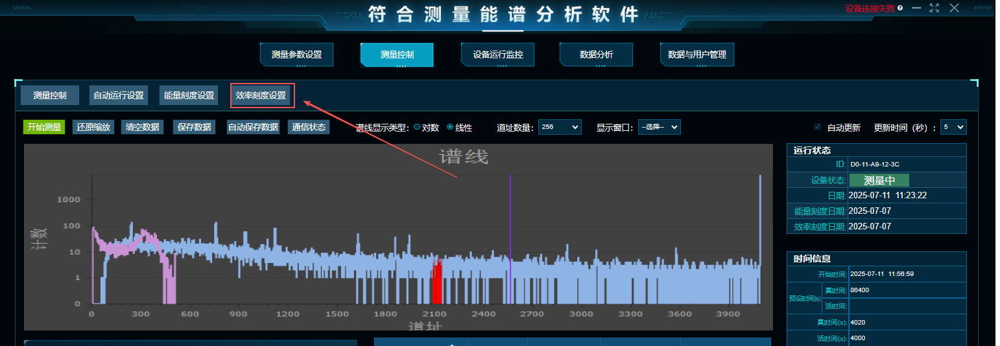 符合测量能谱分析软件
设备连接失败
测量参数设置 测量控制 设备运行监控 数据分析 数据与用户管理
测量控制 自动运行设置 能量刻度设置 效率刻度设置
开始测量 还原缩放 清空数据 保存数据 自动保存数据 通信状态 谱线显示类型: 对数 线性 道址数量: 256 显示窗口: --选择-- 自动更新 更新时间（秒）: 5
谱线
计数
1000
100
10
1
0
0 300 600 900 1200 1500 1800 2100 2400 2700 3000 3300 3600 3900
道址
运行状态
ID: D0-11-A9-12-3C
设备状态: 测量中
日期: 2025-07-11 11:23:22
能量刻度日期: 2025-07-07
效率刻度日期: 2025-07-07
时间信息
开始时间: 2025-07-11 11:56:59
预设时间(s) 真时间: 86400
活时间:
真时间(s): 4020
活时间(s): 4000